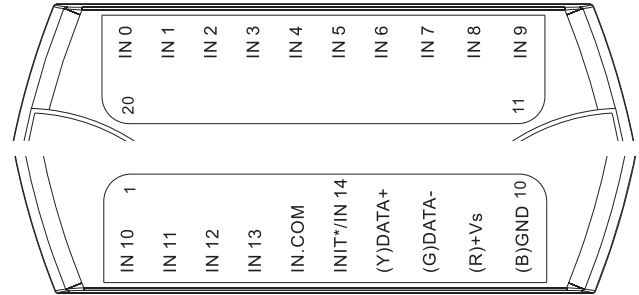 IN 0
IN 1
IN 2
IN 3
IN 4
IN 5
IN 6
IN 7
IN 8
IN 9
20
11
IN 10 1
IN 11
IN 12
IN 13
IN.COM
INIT*/IN 14
(Y)DATA+
(G)DATA-
(R)+Vs
(B)GND 10